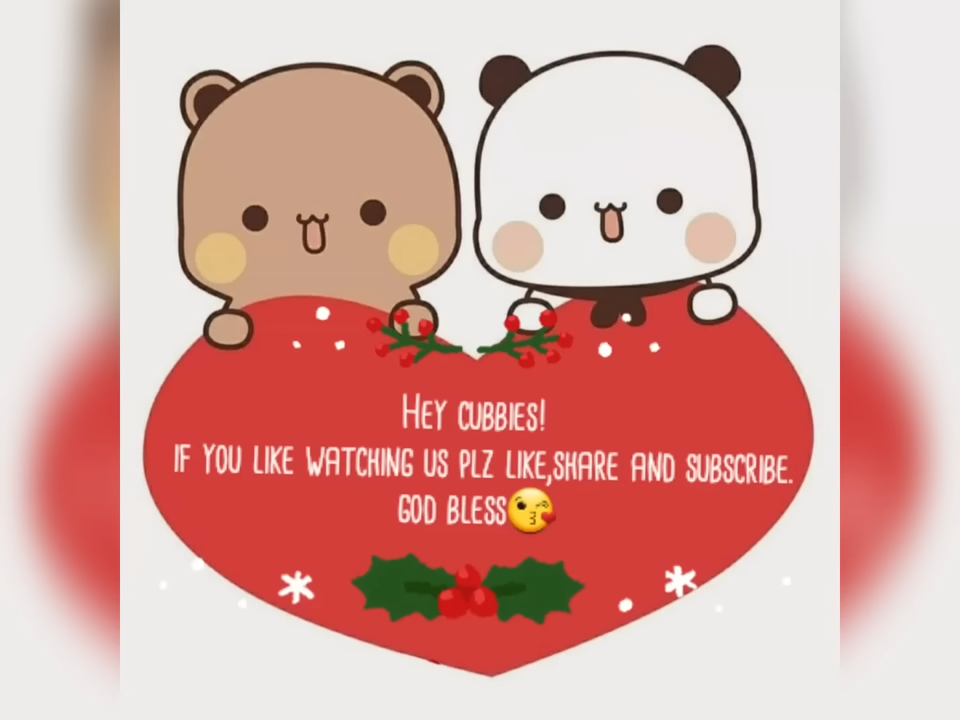 Hey cubbies!
if you like watching us plz like,share and subscribe.
God bless😘